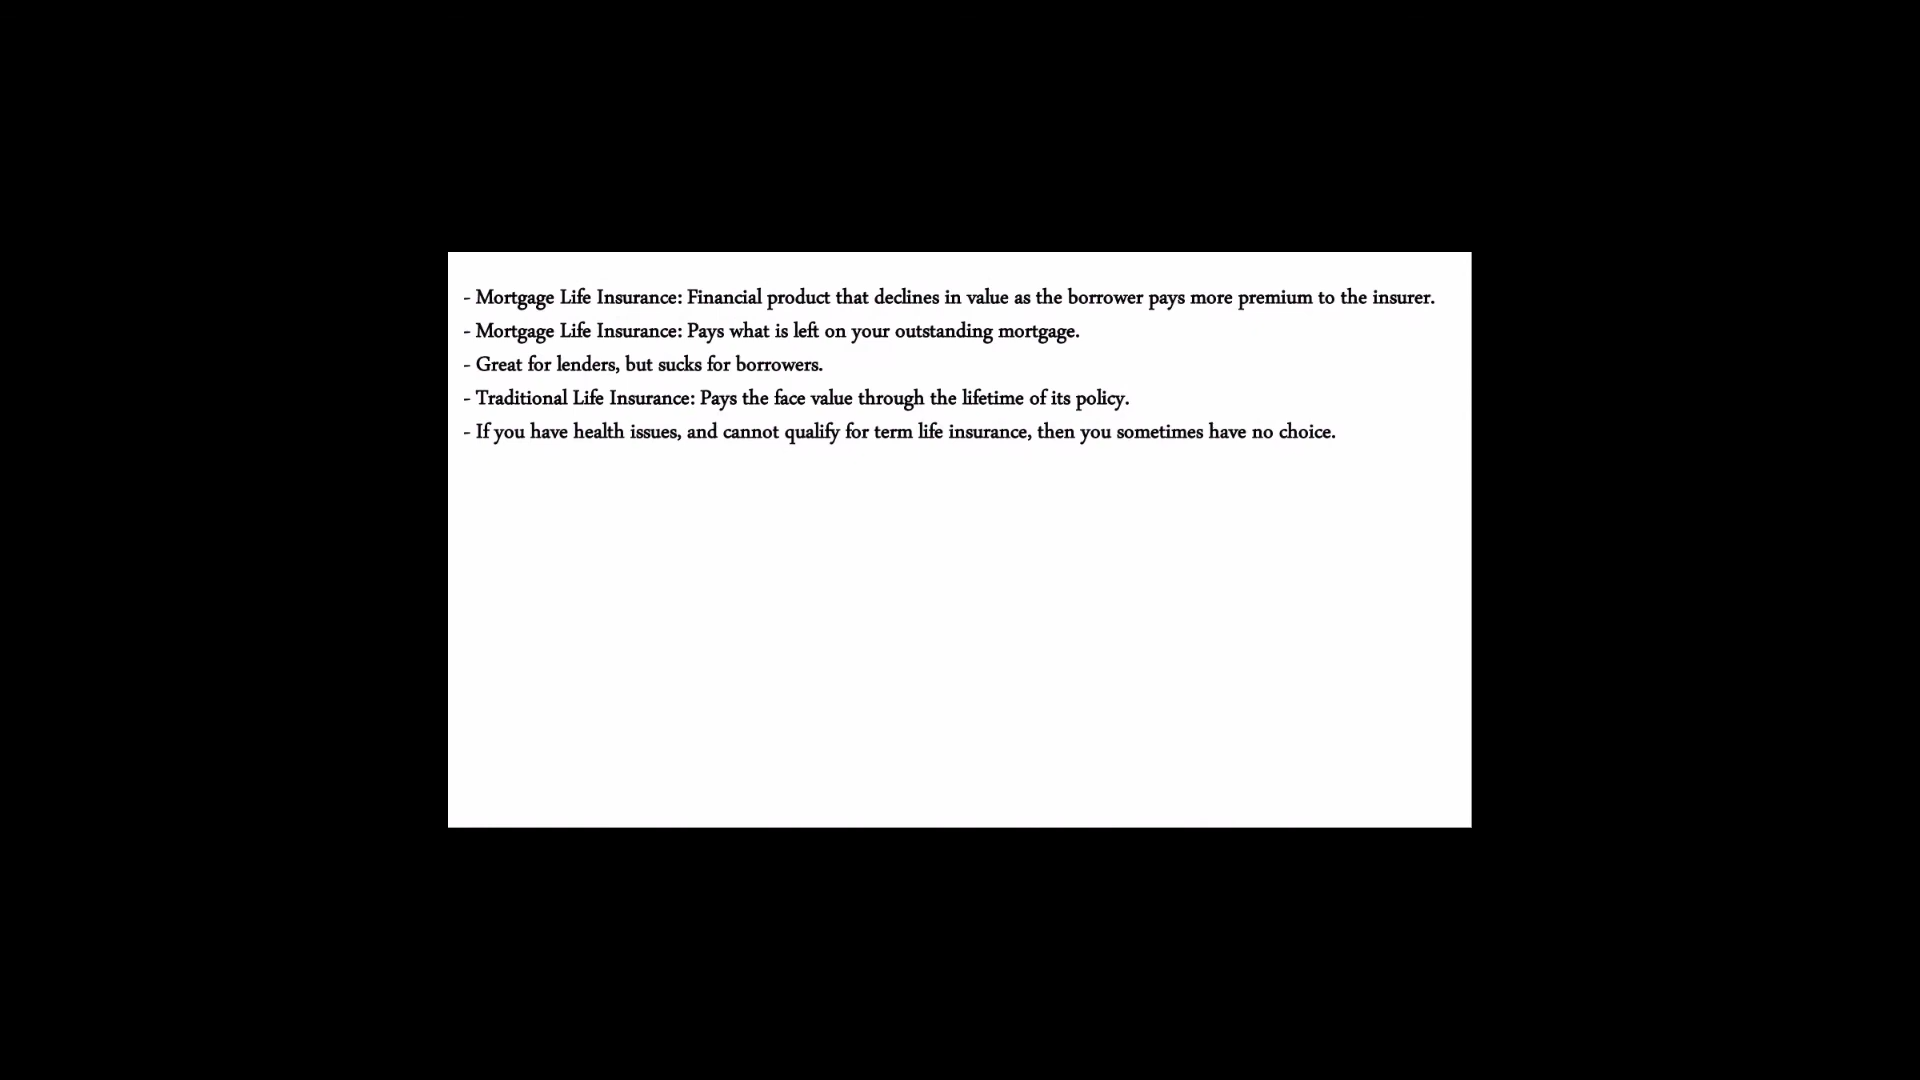 - Mortgage Life Insurance: Financial product that declines in value as the borrower pays more premium to the insurer.
- Mortgage Life Insurance: Pays what is left on your outstanding mortgage.
- Great for lenders, but sucks for borrowers.
- Traditional Life Insurance: Pays the face value through the lifetime of its policy.
- If you have health issues, and cannot qualify for term life insurance, then you sometimes have no choice.